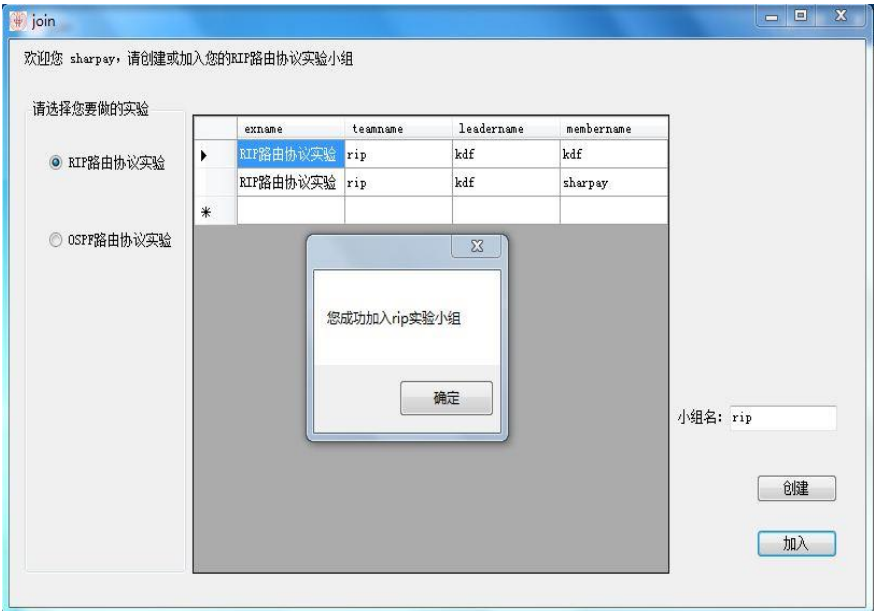 join
欢迎您 sharpay，请创建或加入您的RIP路由协议实验小组
请选择您要做的实验
RIP路由协议实验
OSPF路由协议实验
exname teamname leadername membername
RIP路由协议实验 rip kdf kdf
RIP路由协议实验 rip kdf sharpay
您成功加入rip实验小组
确定
小组名： rip
创建
加入